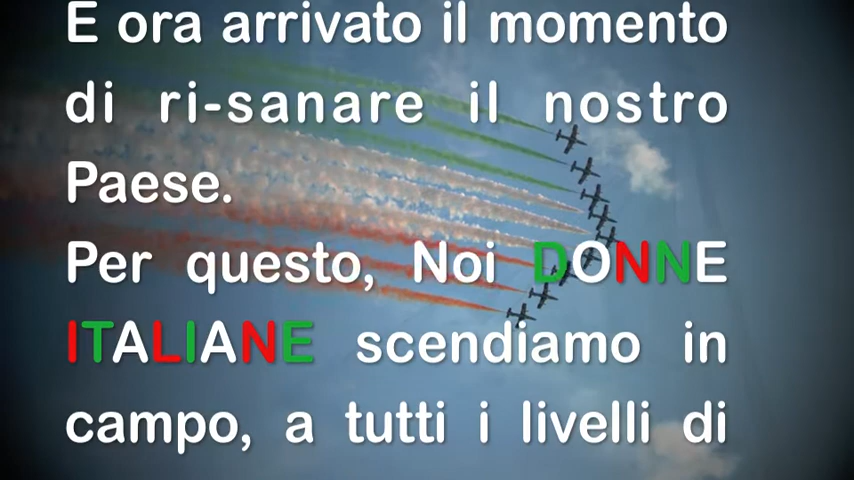 E ora arrivato il momento
di ri-sanare il nostro
Paese.
Per questo, Noi DONNE
ITALIANE scendiamo in
campo, a tutti i livelli di